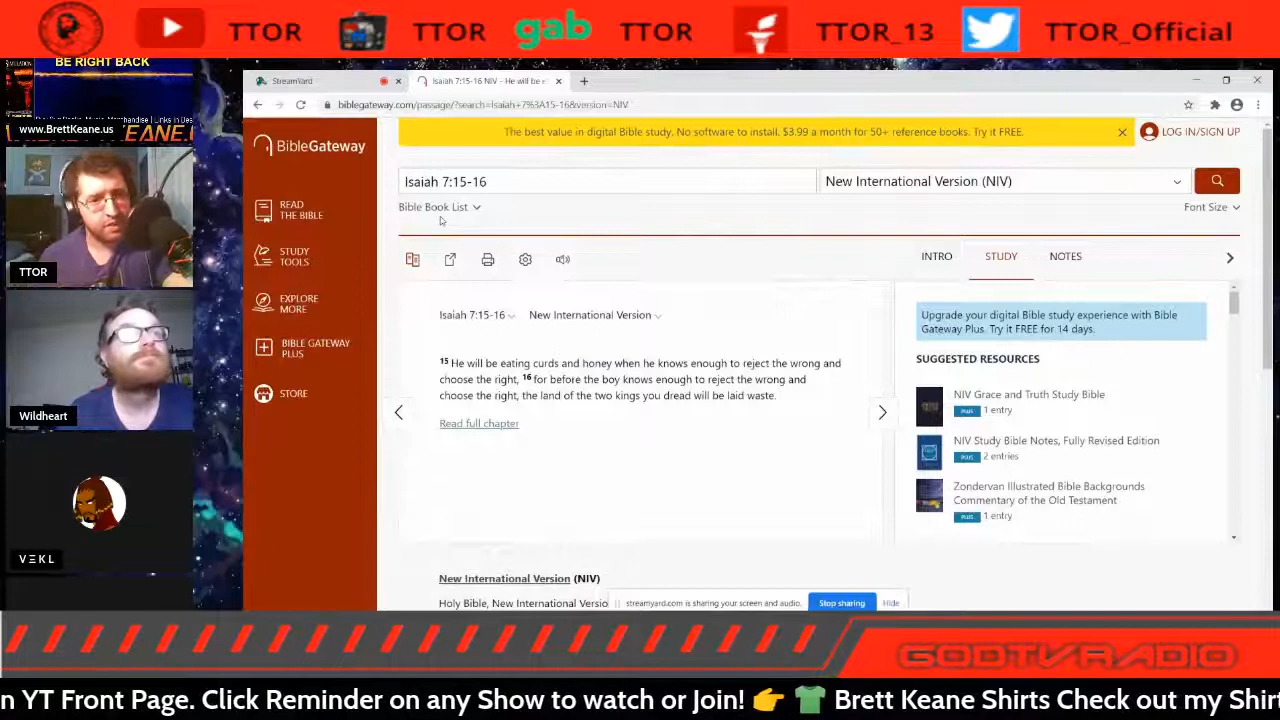 TTOR TTOR gab TTOR TTOR_13 TTOR_Official
BE RIGHT BACK
www.BrettKeane.us
TTOR
Wildheart
VΞKL
StreamYard
Isaiah 7:15-16 NIV - He will be e
biblegateway.com/passage/?search=Isaiah+7%3A15-16&version=NIV
BibleGateway
The best value in digital Bible study. No software to install. $3.99 a month for 50+ reference books. Try it FREE.
LOG IN/SIGN UP
Isaiah 7:15-16
New International Version (NIV)
Bible Book List
Font Size
READ
THE BIBLE
STUDY
TOOLS
EXPLORE
MORE
BIBLE GATEWAY
PLUS
STORE
INTRO STUDY NOTES
Isaiah 7:15-16 New International Version
15 He will be eating curds and honey when he knows enough to reject the wrong and
choose the right, 16 for before the boy knows enough to reject the wrong and
choose the right, the land of the two kings you dread will be laid waste.
Read full chapter
Upgrade your digital Bible study experience with Bible
Gateway Plus. Try it FREE for 14 days.
SUGGESTED RESOURCES
NIV Grace and Truth Study Bible
PLUS 1 entry
NIV Study Bible Notes, Fully Revised Edition
PLUS 2 entries
Zondervan Illustrated Bible Backgrounds
Commentary of the Old Testament
PLUS 1 entry
New International Version (NIV)
Holy Bible, New International Versio
streamyard.com is sharing your screen and audio. Stop sharing Hide
GODTVRADIO
n YT Front Page. Click Reminder on any Show to watch or Join! 👉 👕 Brett Keane Shirts Check out my Shir